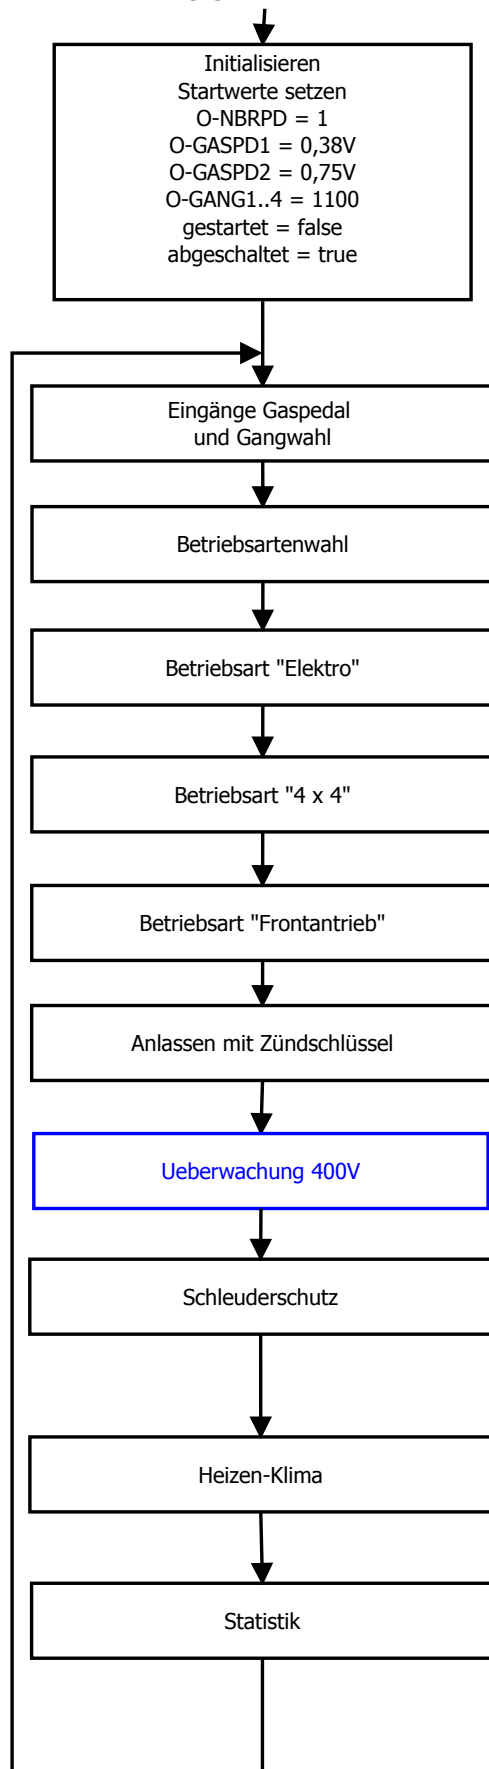 Initialisieren
Startwerte setzen
O-NBRPD = 1
O-GASPD1 = 0,38V
O-GASPD2 = 0,75V
O-GANG1..4 = 1100
gestartet = false
abgeschaltet = true
Eingänge Gaspedal
und Gangwahl
Betriebsartenwahl
Betriebsart "Elektro"
Betriebsart "4 x 4"
Betriebsart "Frontantrieb"
Anlassen mit Zündschlüssel
Ueberwachung 400V
Schleuderschutz
Heizen-Klima
Statistik